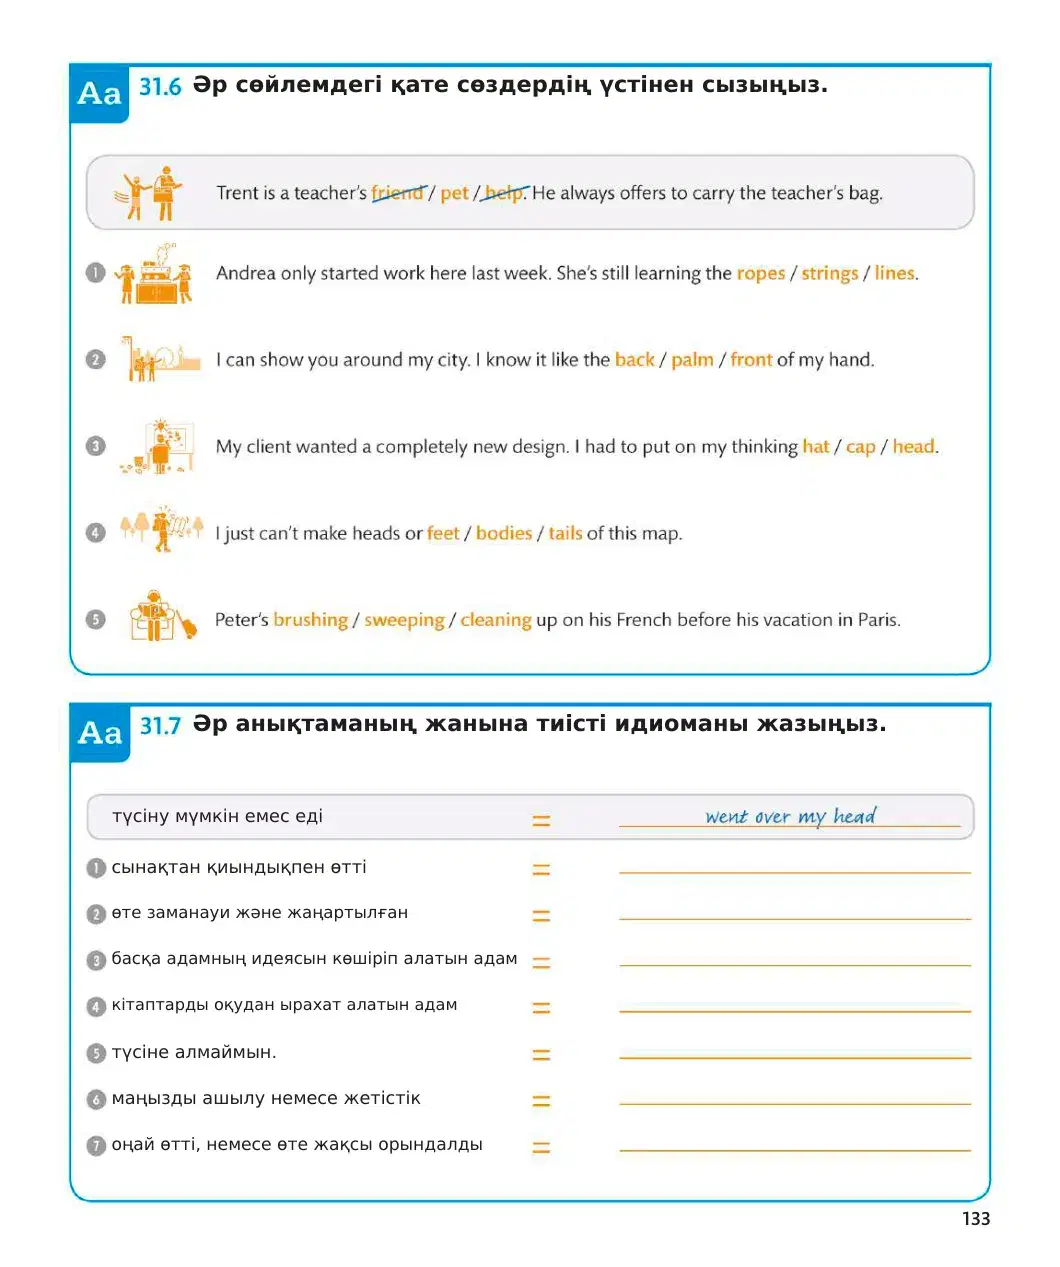 Aa 31.6 Әр сөйлемдегі қате сөздердің үстінен сызыңыз.
Trent is a teacher's friend / pet / help. He always offers to carry the teacher's bag.
1 Andrea only started work here last week. She's still learning the ropes / strings / lines.
2 I can show you around my city. I know it like the back / palm / front of my hand.
3 My client wanted a completely new design. I had to put on my thinking hat / cap / head.
4 I just can't make heads or feet / bodies / tails of this map.
5 Peter's brushing / sweeping / cleaning up on his French before his vacation in Paris.
Aa 31.7 Әр анықтаманың жанына тиісті идиоманы жазыңыз.
түсіну мүмкін емес еді = went over my head
1 сынақтан қиындықпен өтті =
2 өте заманауи және жаңартылған =
3 басқа адамның идеясын көшіріп алатын адам =
4 кітаптарды оқудан ырахат алатын адам =
5 түсіне алмаймын. =
6 маңызды ашылу немесе жетістік =
7 оңай өтті, немесе өте жақсы орындалды =
133